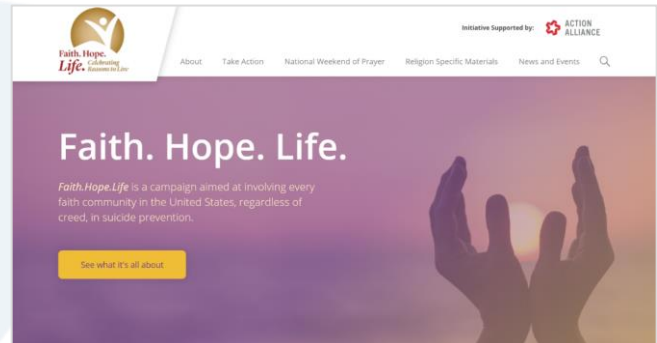 Initiative Supported by:
ACTION
ALLIANCE
Faith. Hope.
Life. Celebrating
Reasons to Live
About Take Action National Weekend of Prayer Religion Specific Materials News and Events
Faith. Hope. Life.
Faith.Hope.Life is a campaign aimed at involving every
faith community in the United States, regardless of
creed, in suicide prevention.
See what it's all about